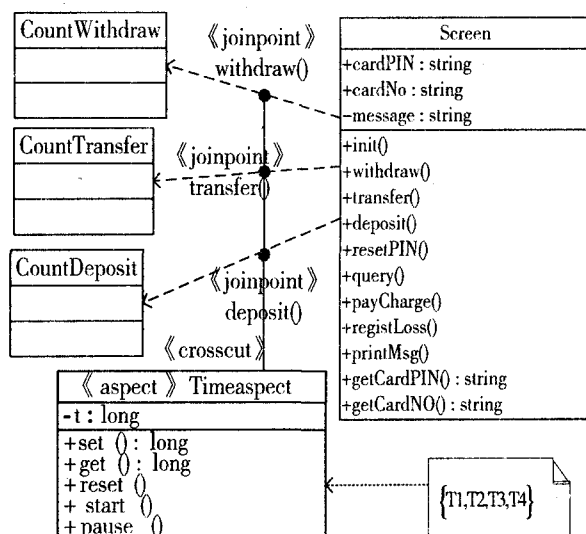 CountWithdraw
《joinpoint》
withdraw()
CountTransfer
《joinpoint》
transfer()
CountDeposit
《joinpoint》
deposit()
《crosscut》
Screen
+cardPIN : string
+cardNo : string
-message : string
+init()
+withdraw()
+transfer()
+deposit()
+resetPIN()
+query()
+payCharge()
+registLoss()
+printMsg()
+getCardPIN() : string
+getCardNO() : string
《aspect》Timeaspect
-t : long
+set () : long
+get () : long
+reset ()
+ start ()
+ pause ()
{T1,T2,T3,T4}